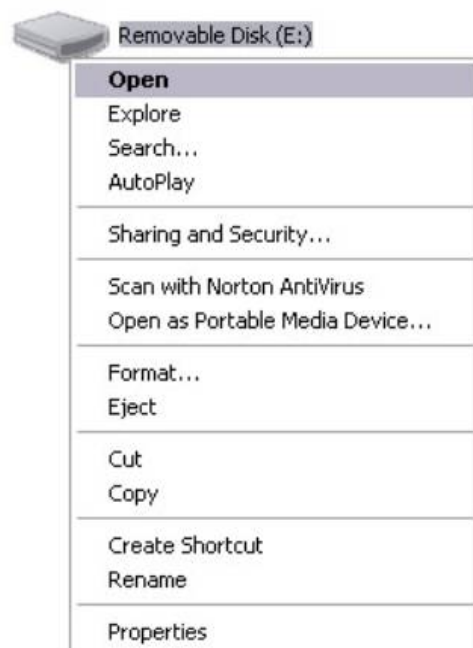 Removable Disk (E:)
Open
Explore
Search...
AutoPlay
Sharing and Security...
Scan with Norton AntiVirus
Open as Portable Media Device...
Format...
Eject
Cut
Copy
Create Shortcut
Rename
Properties